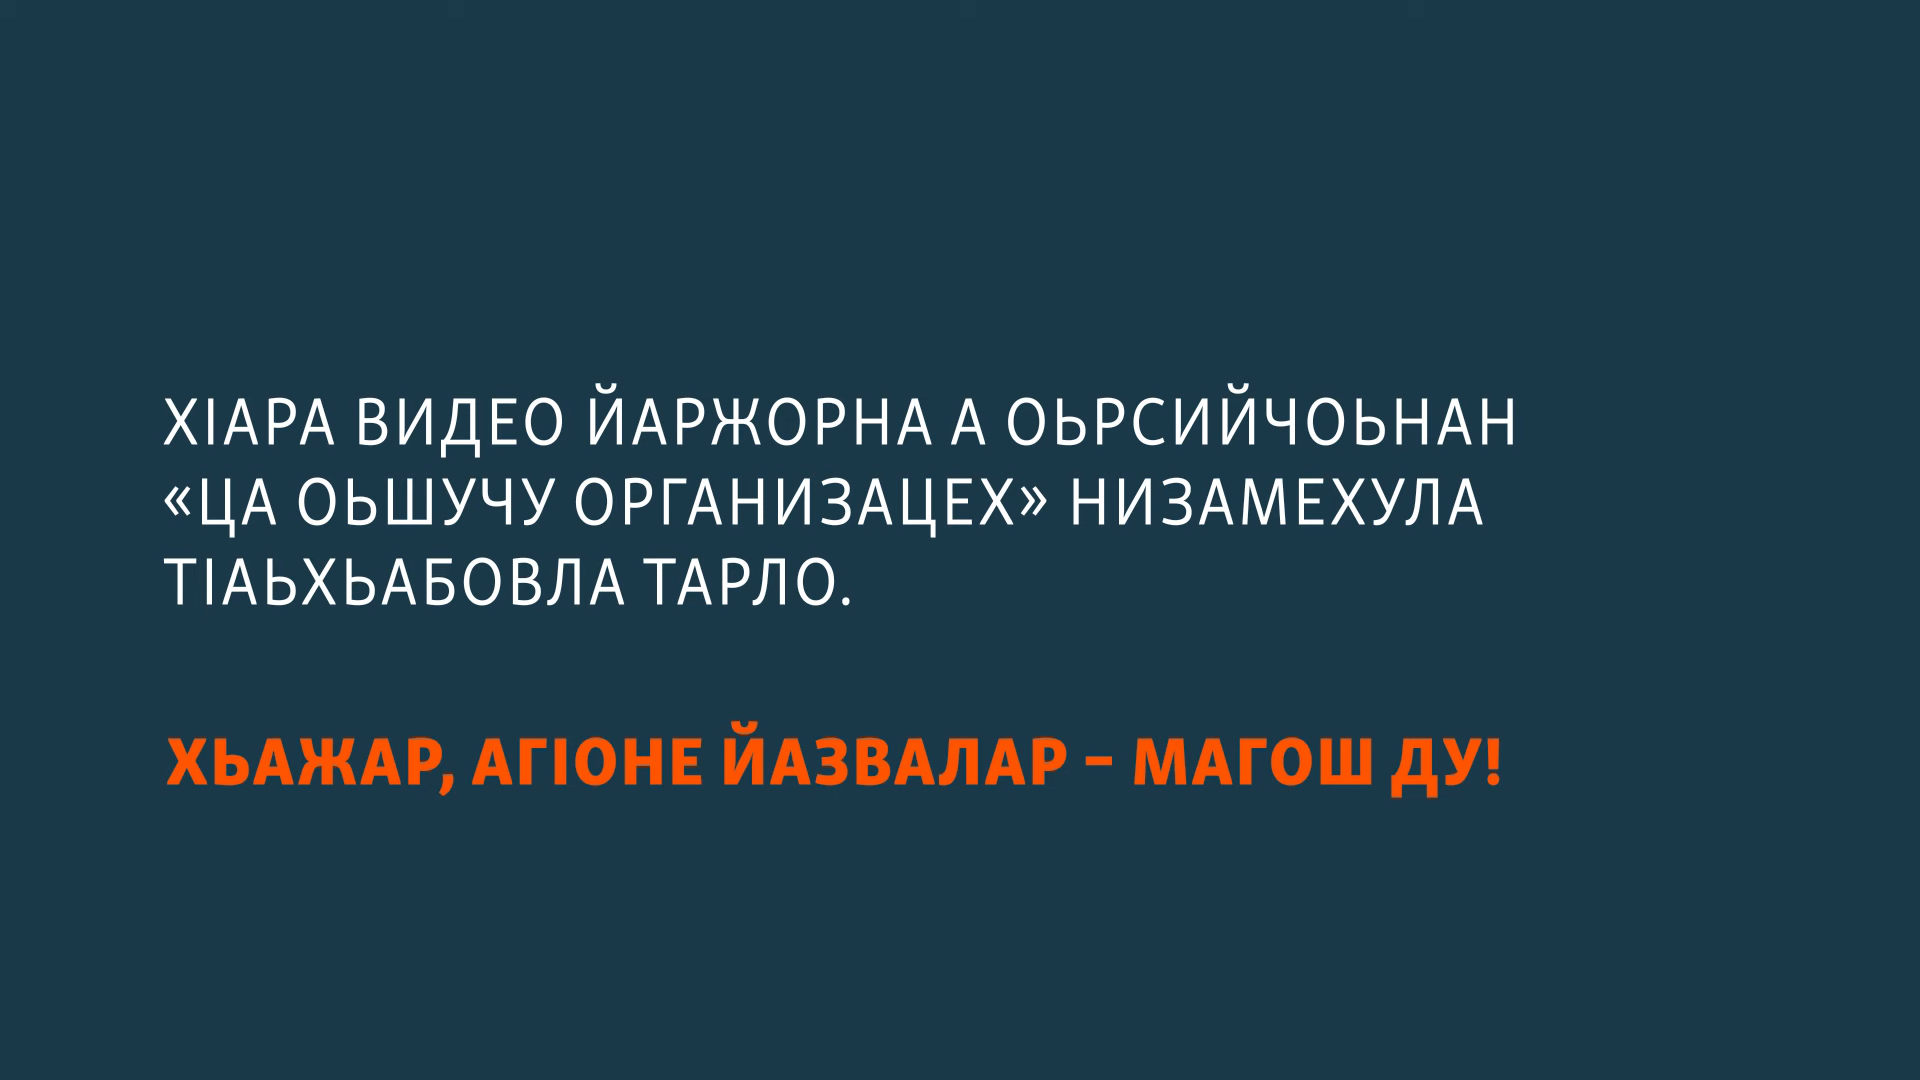 ХІАРА ВИДЕО ЙАРЖОРНА А ОЬРСИЙЧОЬНАН
«ЦА ОЬШУЧУ ОРГАНИЗАЦЕХ» НИЗАМЕХУЛА
ТІАЬХЬАБОВЛА ТАРЛО.
ХЬАЖАР, АГІОНЕ ЙАЗВАЛАР – МАГОШ ДУ!